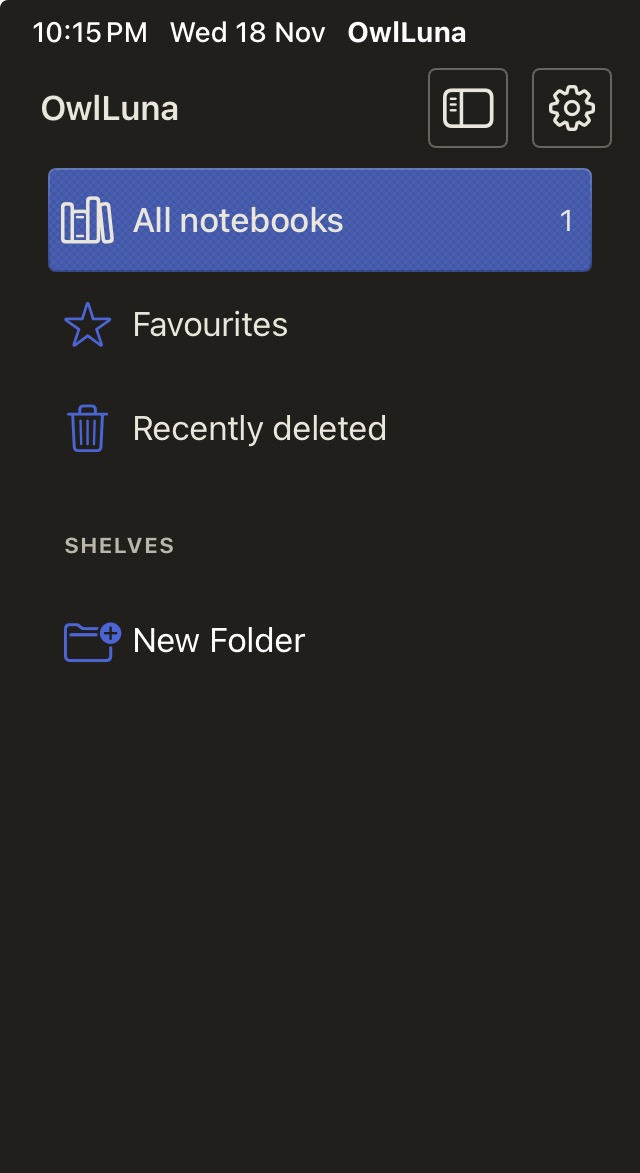 10:15 PM Wed 18 Nov OwlLuna
OwlLuna
All notebooks 1
Favourites
Recently deleted
SHELVES
New Folder